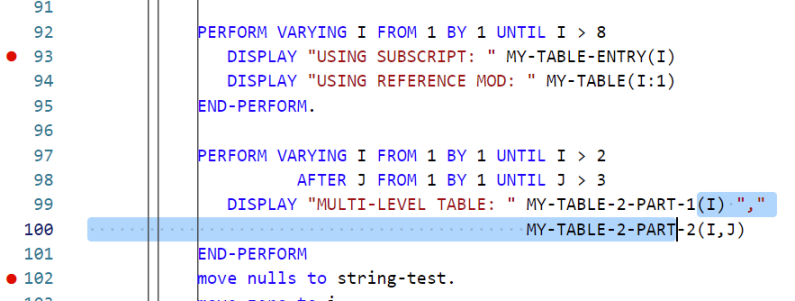 91
92 PERFORM VARYING I FROM 1 BY 1 UNTIL I > 8
93 DISPLAY "USING SUBSCRIPT: " MY-TABLE-ENTRY(I)
94 DISPLAY "USING REFERENCE MOD: " MY-TABLE(I:1)
95 END-PERFORM.
96
97 PERFORM VARYING I FROM 1 BY 1 UNTIL I > 2
98 AFTER J FROM 1 BY 1 UNTIL J > 3
99 DISPLAY "MULTI-LEVEL TABLE: " MY-TABLE-2-PART-1(I) ","
100 MY-TABLE-2-PART-2(I,J)
101 END-PERFORM
102 move nulls to string-test.
103 move zero to i